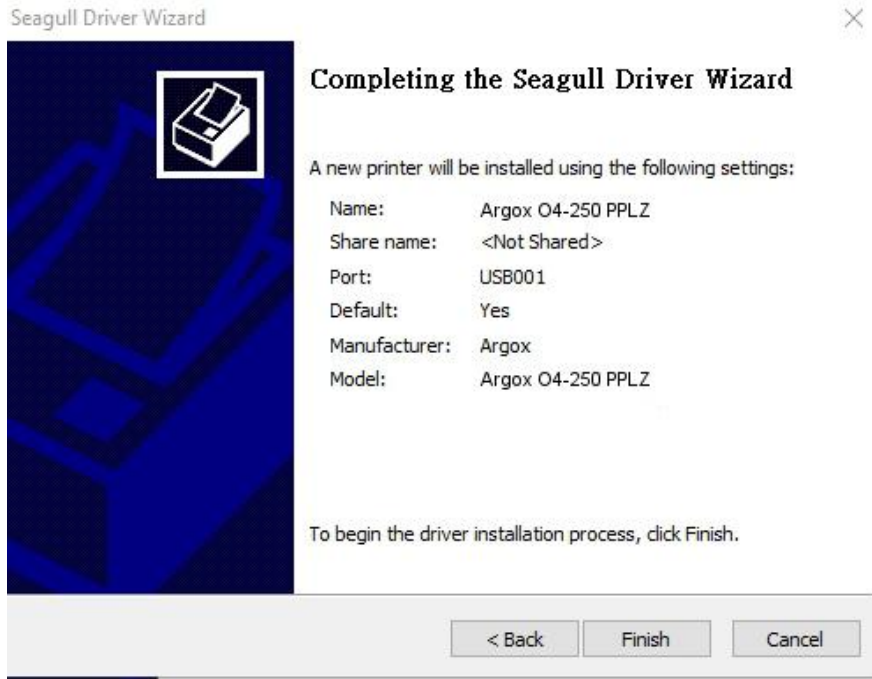 Seagull Driver Wizard
Completing the Seagull Driver Wizard
A new printer will be installed using the following settings:
Name: Argox O4-250 PPLZ
Share name: <Not Shared>
Port: USB001
Default: Yes
Manufacturer: Argox
Model: Argox O4-250 PPLZ
To begin the driver installation process, click Finish.
< Back Finish Cancel